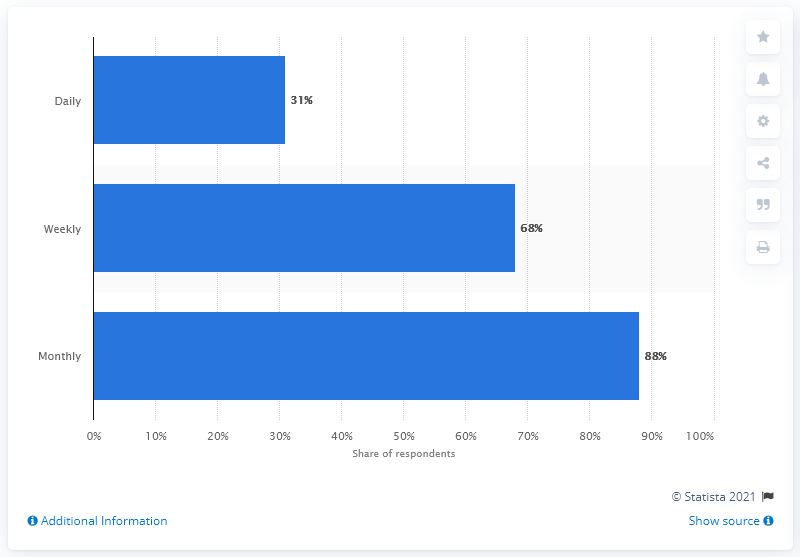 Daily
31%
Weekly
68%
Monthly
88%
0% 10% 20% 30% 40% 50% 60% 70% 80% 90% 100%
Share of respondents
© Statista 2021
Additional Information
Show source